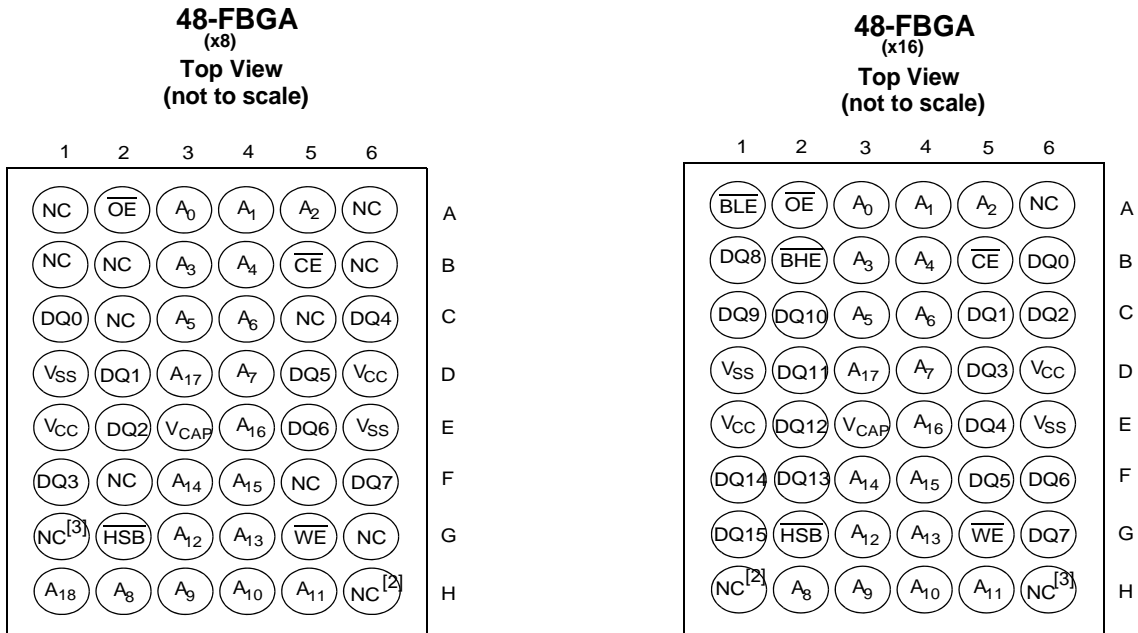 48-FBGA
(x8)
Top View
(not to scale)
1 2 3 4 5 6
NC OE A0 A1 A2 NC A
NC NC A3 A4 CE NC B
DQ0 NC A5 A6 NC DQ4 C
VSS DQ1 A17 A7 DQ5 VCC D
VCC DQ2 VCAP A16 DQ6 VSS E
DQ3 NC A14 A15 NC DQ7 F
NC[3] HSB A12 A13 WE NC G
A18 A8 A9 A10 A11 NC[2] H
48-FBGA
(x16)
Top View
(not to scale)
1 2 3 4 5 6
BLE OE A0 A1 A2 NC A
DQ8 BHE A3 A4 CE DQ0 B
DQ9 DQ10 A5 A6 DQ1 DQ2 C
VSS DQ11 A17 A7 DQ3 VCC D
VCC DQ12 VCAP A16 DQ4 VSS E
DQ14 DQ13 A14 A15 DQ5 DQ6 F
DQ15 HSB A12 A13 WE DQ7 G
NC[2] A8 A9 A10 A11 NC[3] H